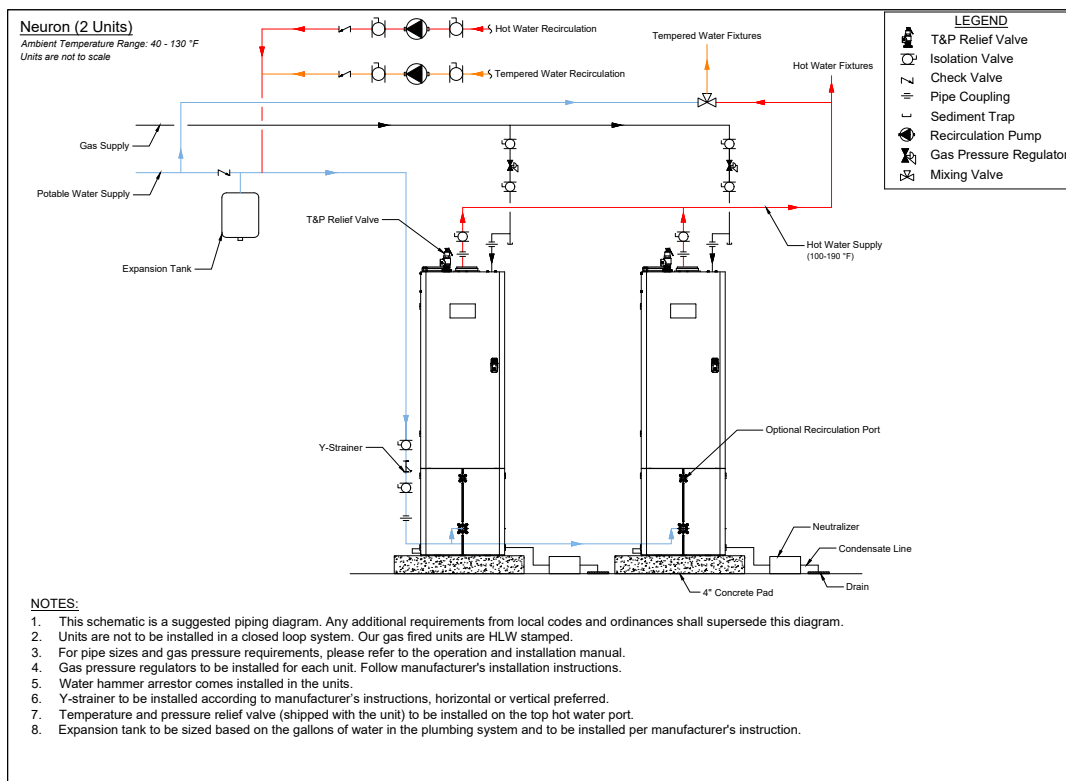 Neuron (2 Units)
Ambient Temperature Range: 40 - 130 °F
Units are not to scale
Hot Water Recirculation
Tempered Water Recirculation
Tempered Water Fixtures
Hot Water Fixtures
LEGEND
T&P Relief Valve
Isolation Valve
Check Valve
Pipe Coupling
Sediment Trap
Recirculation Pump
Gas Pressure Regulator
Mixing Valve
Gas Supply
Potable Water Supply
Expansion Tank
T&P Relief Valve
Hot Water Supply
(100-190 °F)
Y-Strainer
Optional Recirculation Port
Neutralizer
Condensate Line
Drain
4" Concrete Pad
NOTES:
1. This schematic is a suggested piping diagram. Any additional requirements from local codes and ordinances shall supersede this diagram.
2. Units are not to be installed in a closed loop system. Our gas fired units are HLW stamped.
3. For pipe sizes and gas pressure requirements, please refer to the operation and installation manual.
4. Gas pressure regulators to be installed for each unit. Follow manufacturer's installation instructions.
5. Water hammer arrestor comes installed in the units.
6. Y-strainer to be installed according to manufacturer's instructions, horizontal or vertical preferred.
7. Temperature and pressure relief valve (shipped with the unit) to be installed on the top hot water port.
8. Expansion tank to be sized based on the gallons of water in the plumbing system and to be installed per manufacturer's instruction.